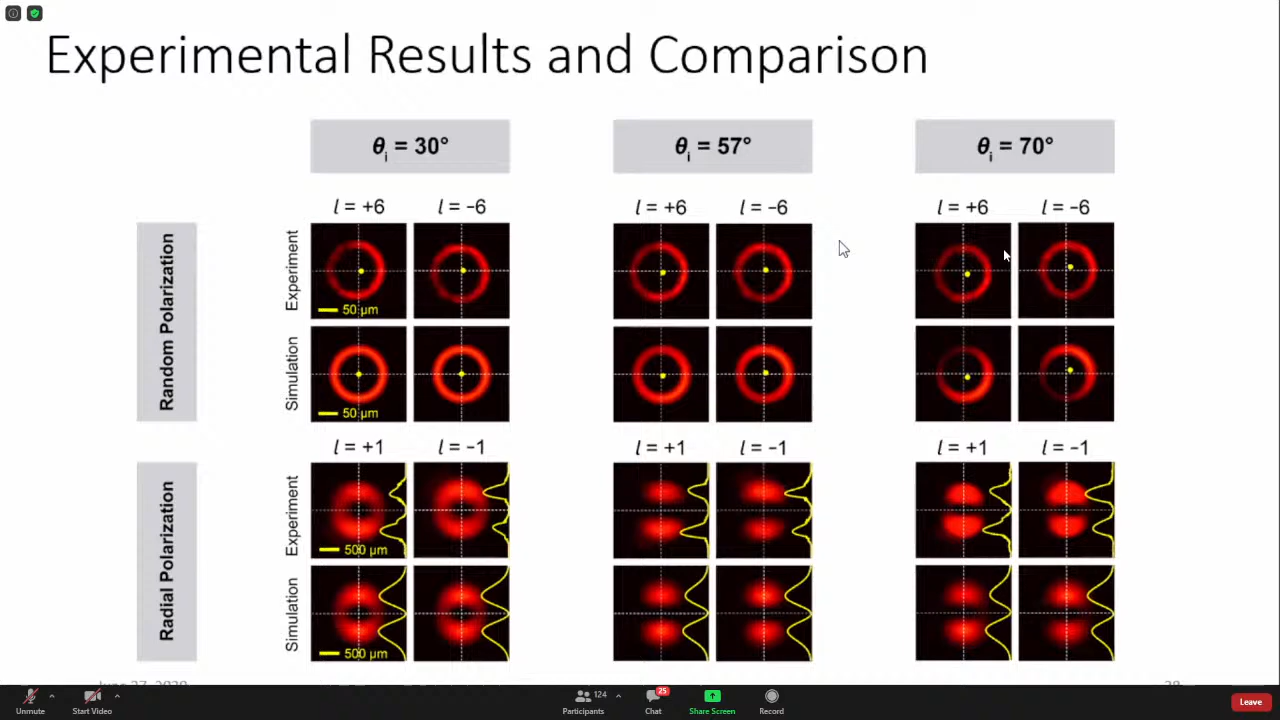 Experimental Results and Comparison
θi = 30°
θi = 57°
θi = 70°
l = +6
l = -6
l = +6
l = -6
l = +6
l = -6
Random Polarization
Experiment
50 µm
Simulation
50 µm
l = +1
l = -1
l = +1
l = -1
l = +1
l = -1
Radial Polarization
Experiment
500 µm
Simulation
500 µm
Unmute
Start Video
124
Participants
25
Chat
Share Screen
Record
Leave